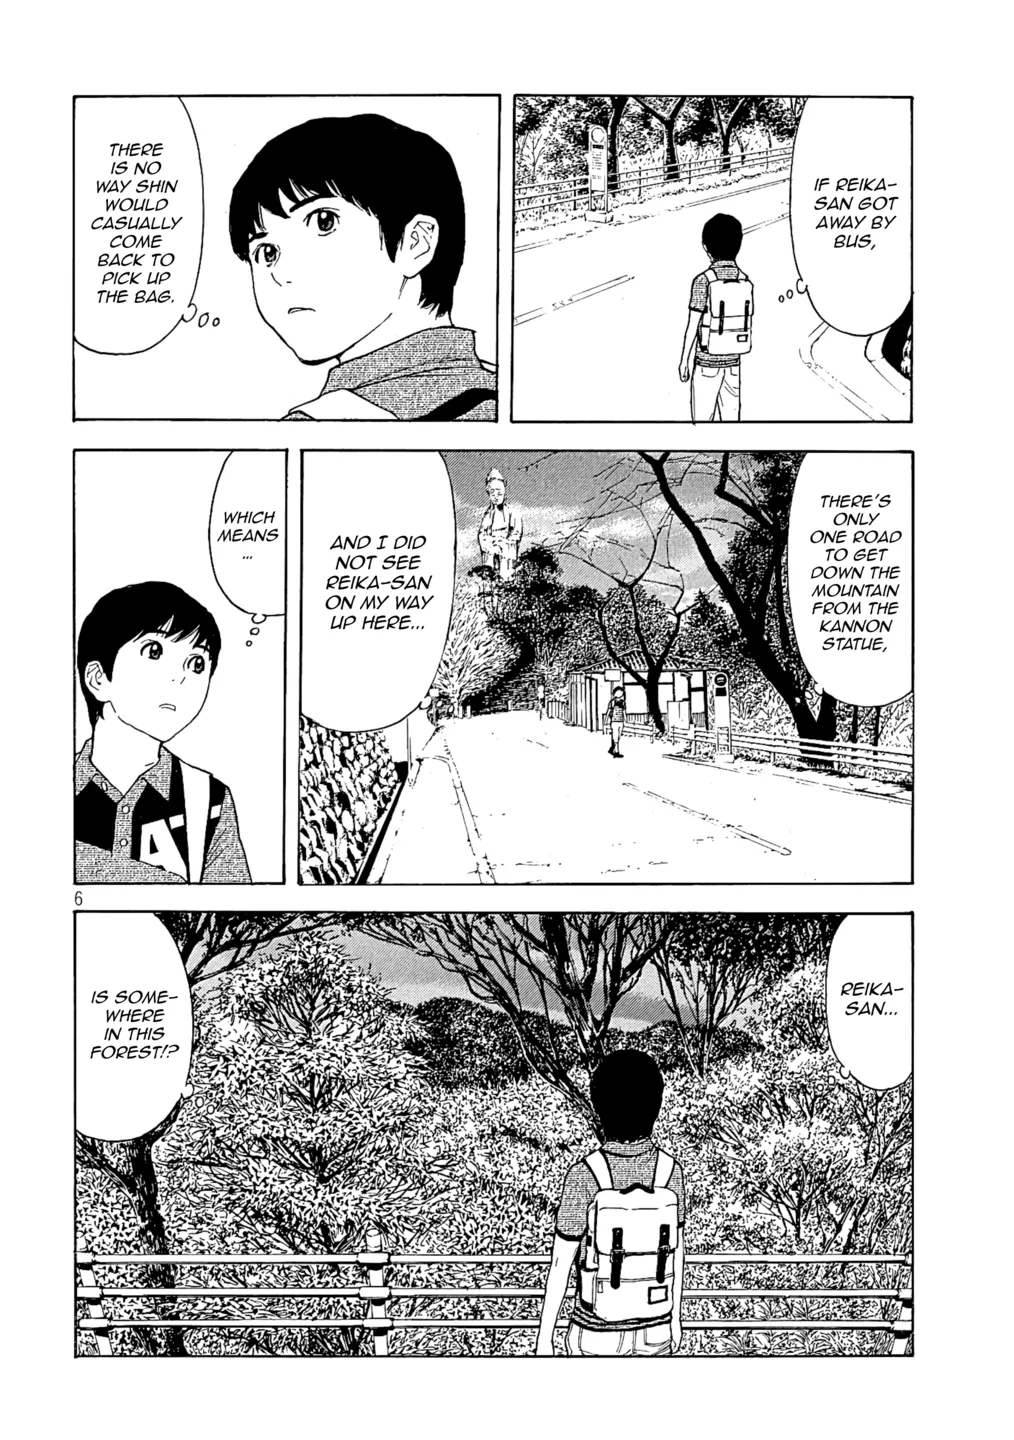 IF REIKA-
SAN GOT
AWAY BY
BUS,
THERE
IS NO
WAY SHIN
WOULD
CASUALLY
COME
BACK TO
PICK UP
THE BAG.
THERE'S
ONLY
ONE ROAD
TO GET
DOWN THE
MOUNTAIN
FROM THE
KANNON
STATUE,
AND I DID
NOT SEE
REIKA-SAN
ON MY WAY
UP HERE...
WHICH
MEANS
...
6
REIKA-
SAN...
IS SOME-
WHERE
IN THIS
FOREST!?